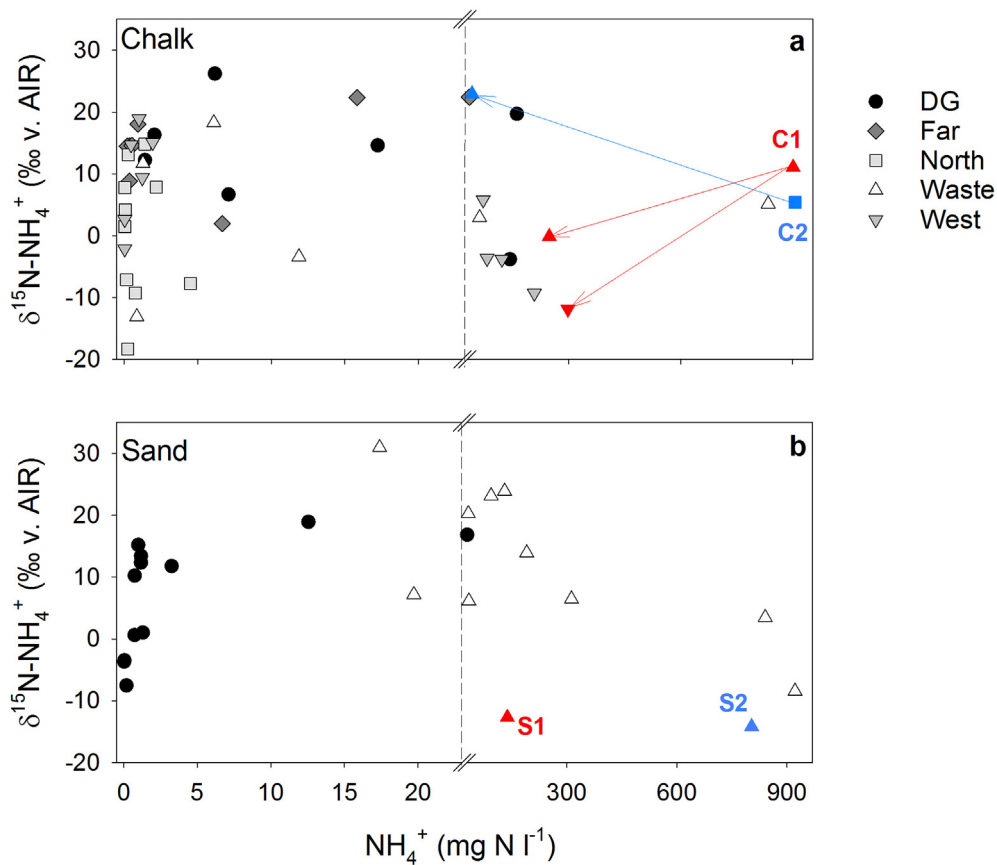 Chalk
a
30
20
10
0
-10
-20
δ¹⁵N-NH₄⁺ (‰ v. AIR)
C1
C2
DG
Far
North
Waste
West
Sand
b
30
20
10
0
-10
-20
δ¹⁵N-NH₄⁺ (‰ v. AIR)
S1
S2
0 5 10 15 20 300 600 900
NH₄⁺ (mg N l⁻¹)